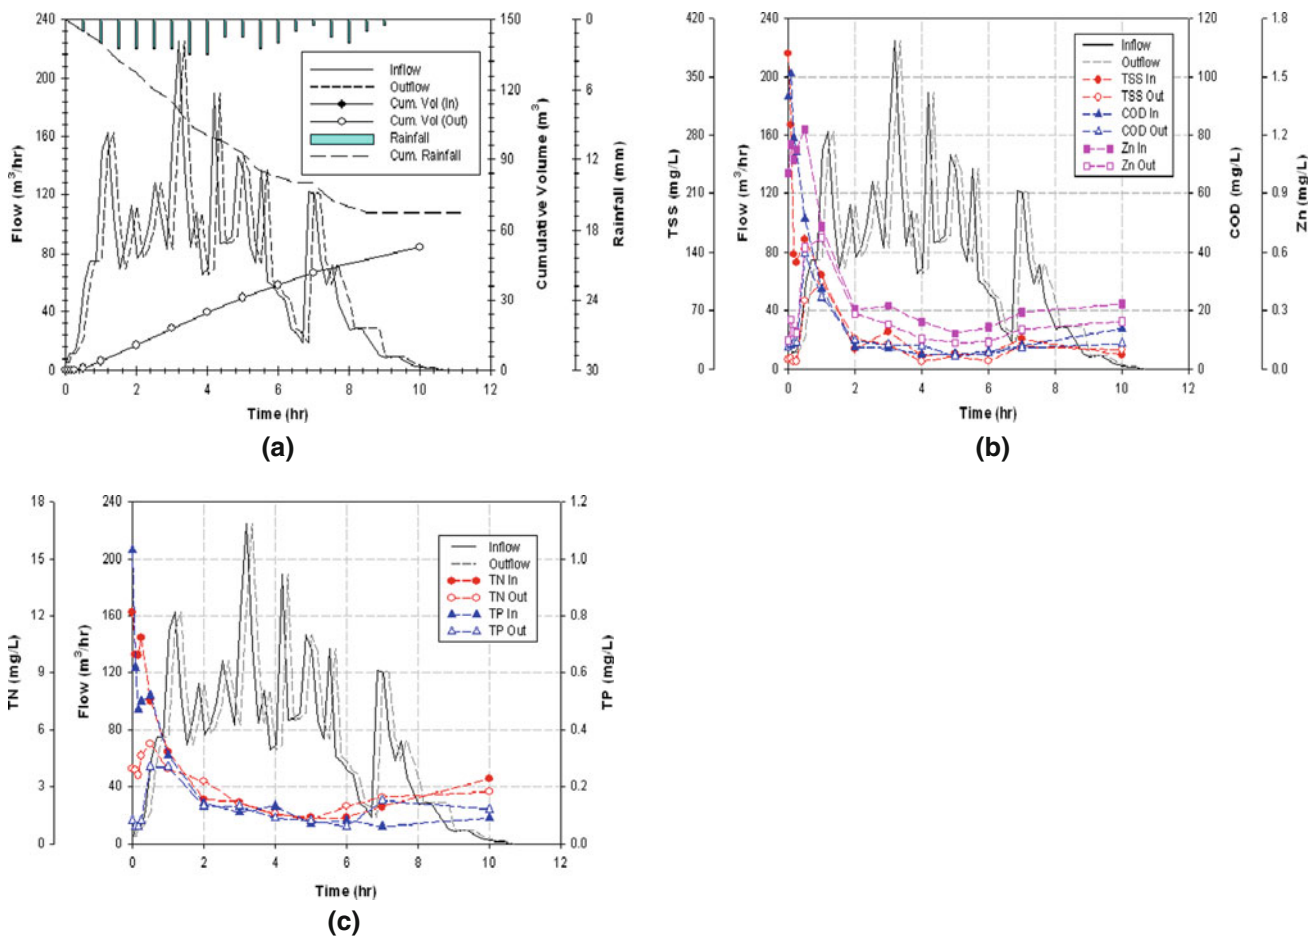 240 150 0
200 120 6
160 90 12
120 60 18
80 30 24
40 0 30
0
0 2 4 6 8 10 12
Flow (m³/hr)
Cumulative Volume (m³)
Rainfall (mm)
Time (hr)
Inflow
Outflow
Cum. Vol (In)
Cum. Vol (Out)
Rainfall
Cum. Rainfall
(a)
420 240 120 1.8
350 200 100 1.5
280 160 80 1.2
210 120 60 0.9
140 80 40 0.6
70 40 20 0.3
0 0 0 0.0
0 2 4 6 8 10 12
TSS (mg/L)
Flow (m³/hr)
COD (mg/L)
Zn (mg/L)
Time (hr)
Inflow
Outflow
TSS In
TSS Out
COD In
COD Out
Zn In
Zn Out
(b)
18 240 1.2
15 200 1.0
12 160 0.8
9 120 0.6
6 80 0.4
3 40 0.2
0 0 0.0
0 2 4 6 8 10 12
TN (mg/L)
Flow (m³/hr)
TP (mg/L)
Time (hr)
Inflow
Outflow
TN In
TN Out
TP In
TP Out
(c)